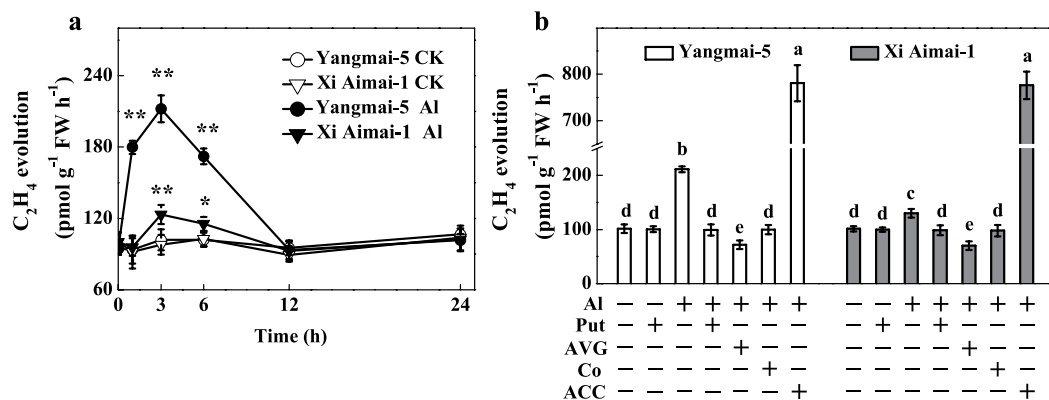 a
C₂H₄ evolution
(pmol g⁻¹ FW h⁻¹)
240
180
120
60
** ** ** ** *
Yangmai-5 CK
Xi Aimai-1 CK
Yangmai-5 Al
Xi Aimai-1 Al
0 3 6 12 24
Time (h)
b
C₂H₄ evolution
(pmol g⁻¹ FW h⁻¹)
800
700
200
100
0
Yangmai-5 Xi Aimai-1
d d b d e d a d d c d e d a
Al – – + + + + + – – + + + + +
Put – + – + – – – – + – + – – –
AVG – – – – + – – – – – – + – –
Co – – – – – + – – – – – – + –
ACC – – – – – – + – – – – – – +